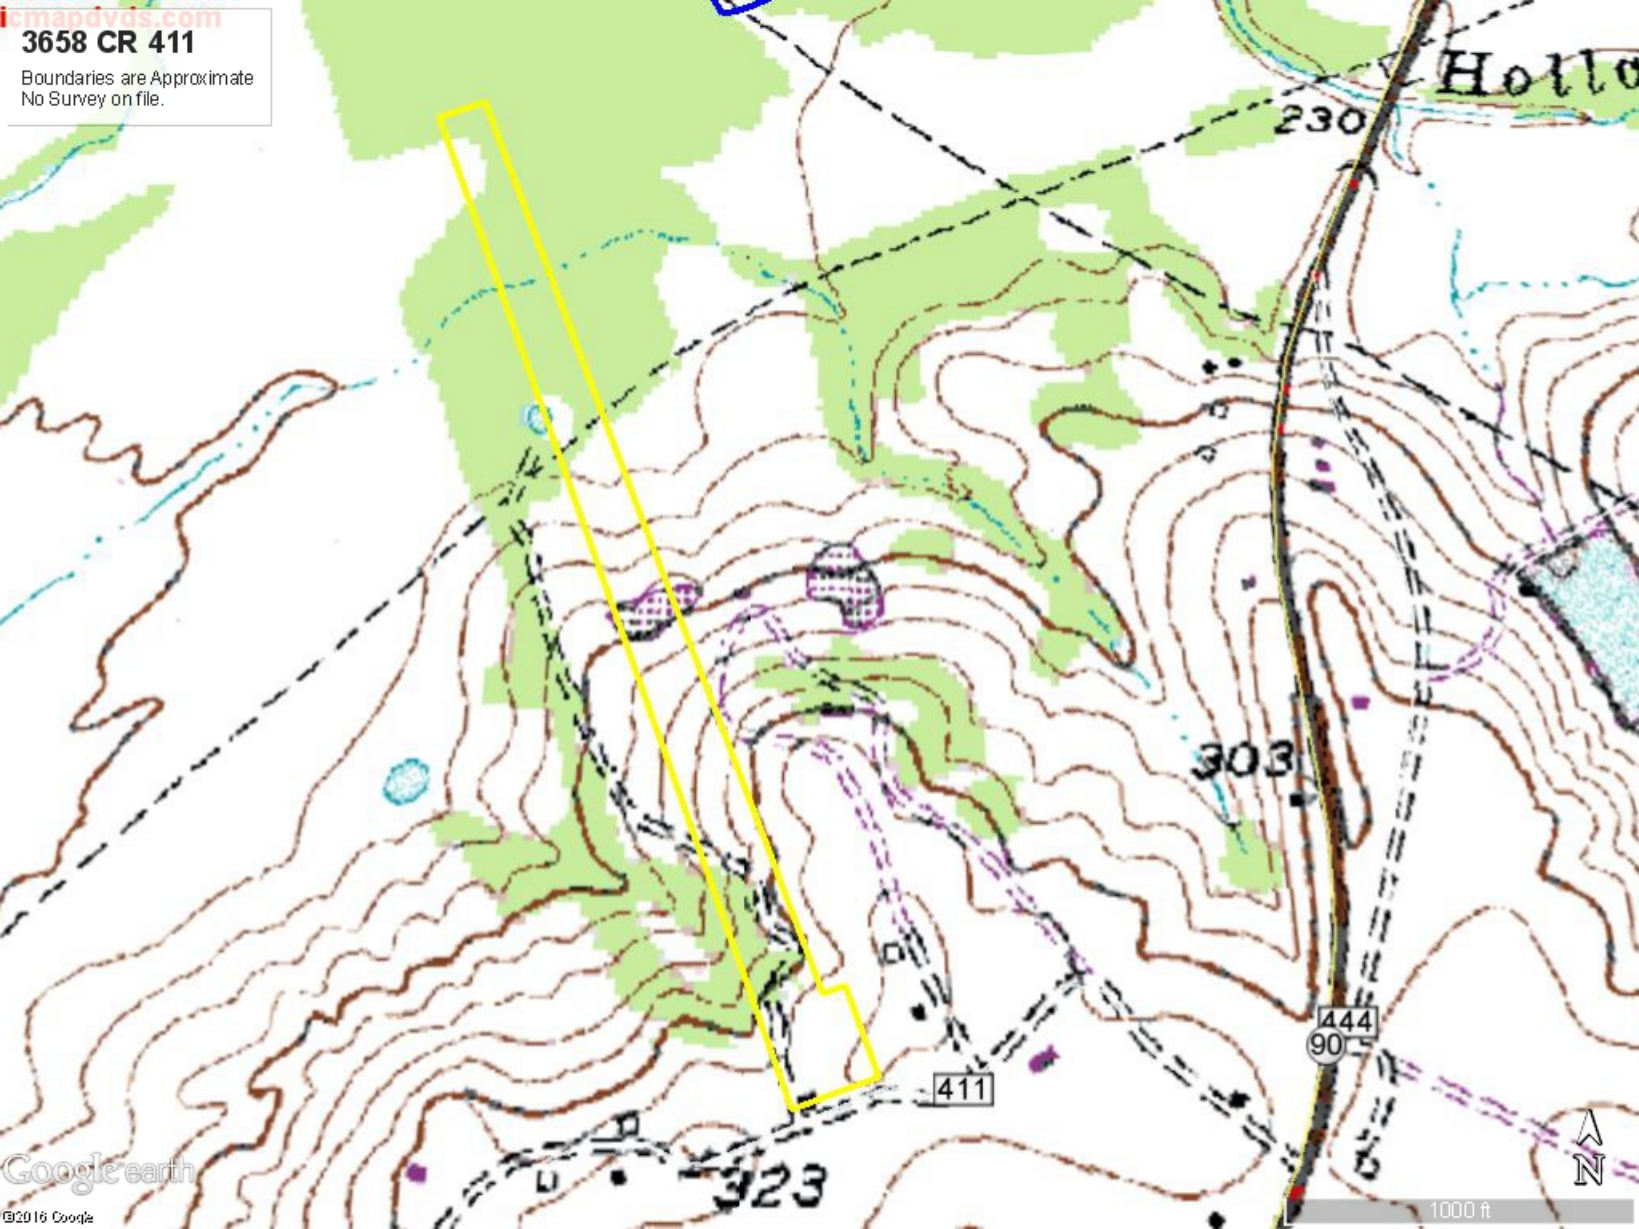 icmapdvds.com
3658 CR 411
Boundaries are Approximate
No Survey on file.
Hollo
230
303
444
90
411
323
Google earth
©2016 Google
N
1000 ft